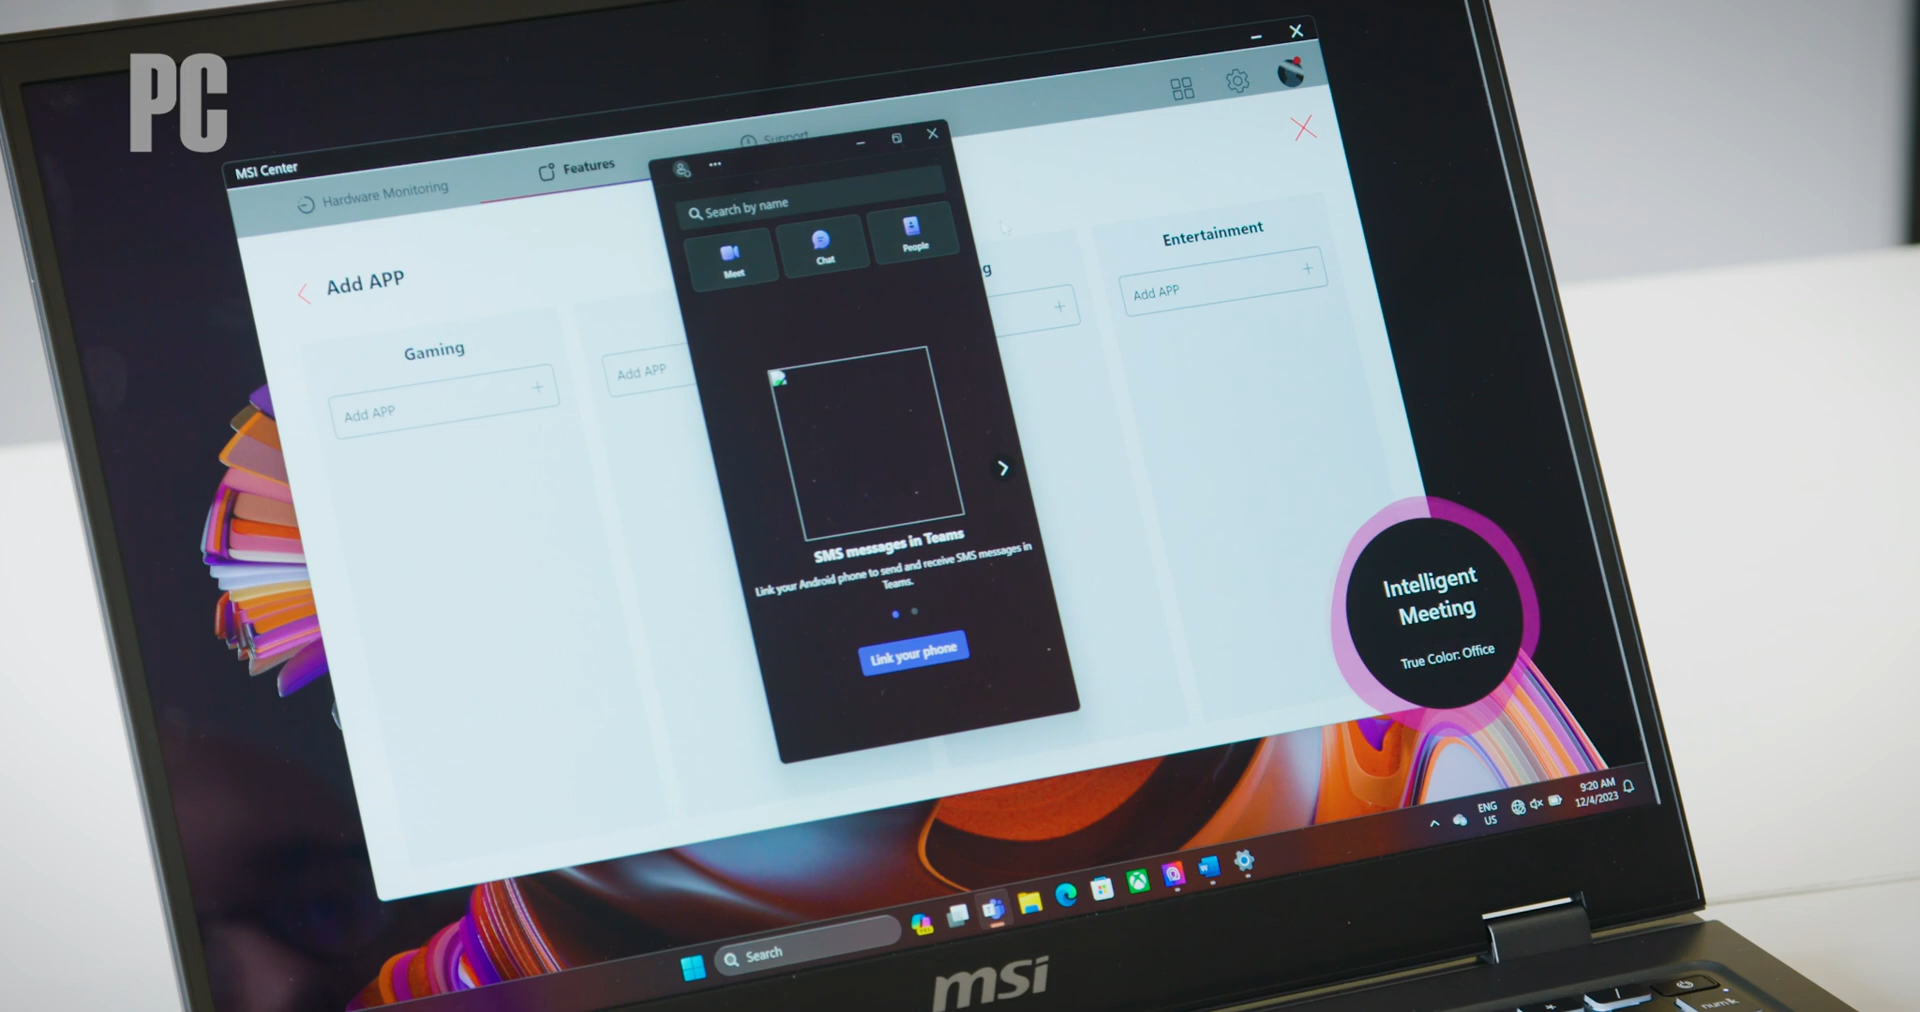 PC
MSI Center
Hardware Monitoring
Features
Support
Add APP
Gaming
Add APP
Add APP
g
Entertainment
Add APP
Search by name
Meet
Chat
People
SMS messages in Teams
Link your Android phone to send and receive SMS messages in
Teams.
Link your phone
Intelligent
Meeting
True Color: Office
ENG
US
9:20 AM
12/4/2023
Search
msi